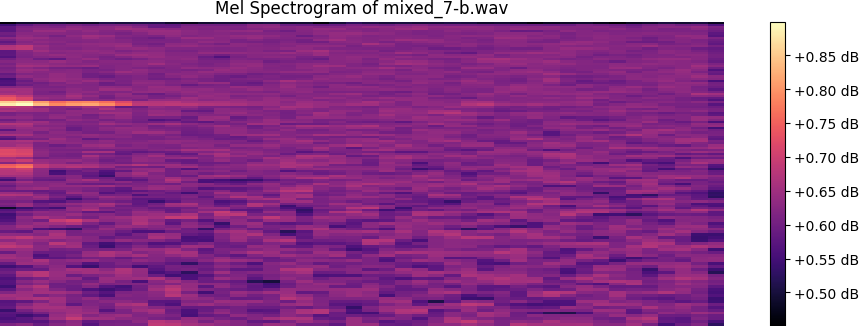 Mel Spectrogram of mixed_7-b.wav
+0.85 dB
+0.80 dB
+0.75 dB
+0.70 dB
+0.65 dB
+0.60 dB
+0.55 dB
+0.50 dB